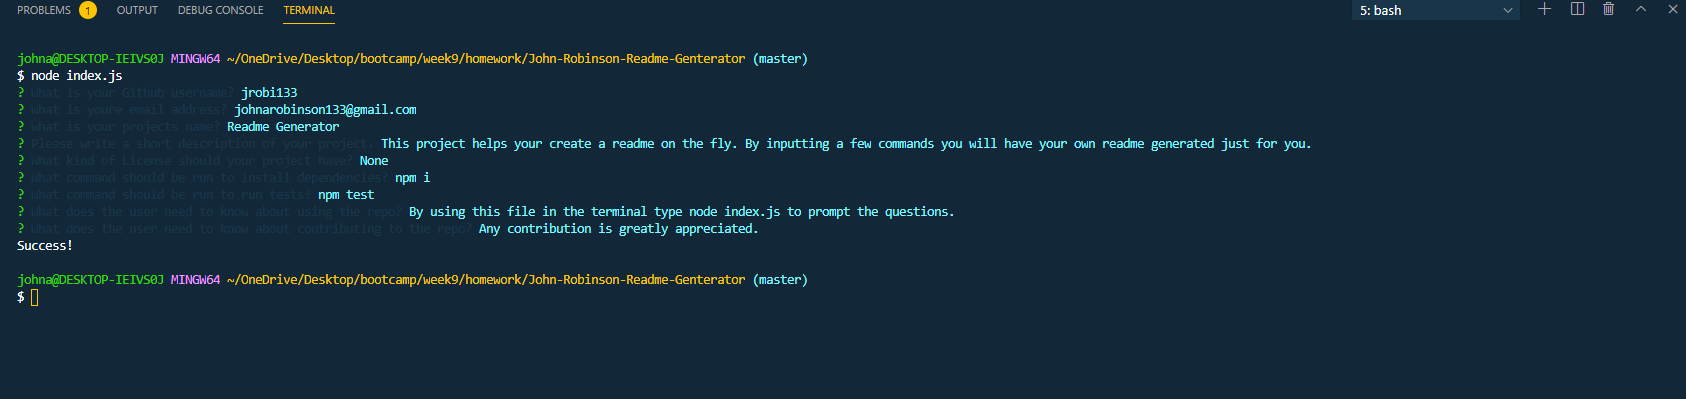 PROBLEMS 1 OUTPUT DEBUG CONSOLE TERMINAL 5: bash
johna@DESKTOP-IEIVS0J MINGW64 ~/OneDrive/Desktop/bootcamp/week9/homework/John-Robinson-Readme-Genterator (master)
$ node index.js
? What is your Github username? jrobi133
? What is youre email address? johnarobinson133@gmail.com
? what is your projects name? Readme Generator
? Please write a short description of your project. This project helps your create a readme on the fly. By inputting a few commands you will have your own readme generated just for you.
? What kind of License should your project have? None
? What command should be run to install dependencies? npm i
? What command should be run to run tests? npm test
? What does the user need to know about using the repo? By using this file in the terminal type node index.js to prompt the questions.
? What does the user need to know about contributing to the repo? Any contribution is greatly appreciated.
Success!
johna@DESKTOP-IEIVS0J MINGW64 ~/OneDrive/Desktop/bootcamp/week9/homework/John-Robinson-Readme-Genterator (master)
$